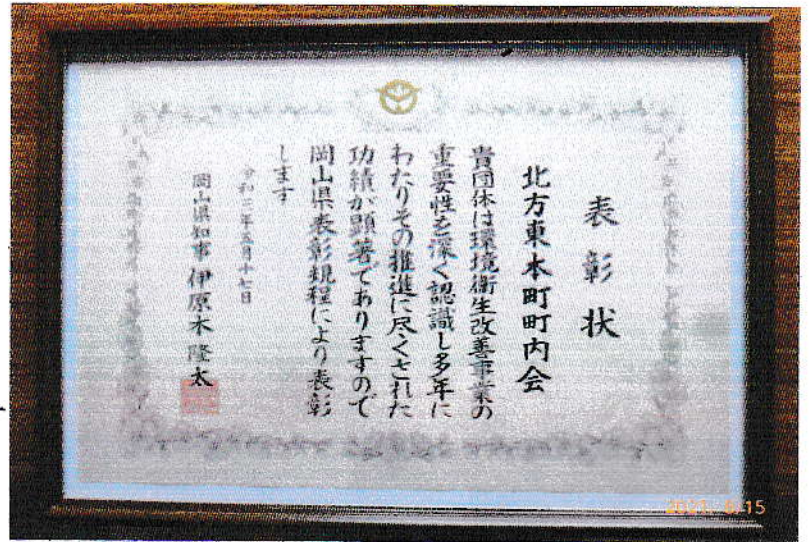 表彰状
北方東本町町内会
貴団体は環境衛生改善事業の
重要性を深く認識し多年に
わたりその推進に尽くされた
功績が顕著でありますので
岡山県表彰規程により表彰
します
令和三年五月十七日
岡山県知事 伊原木隆太